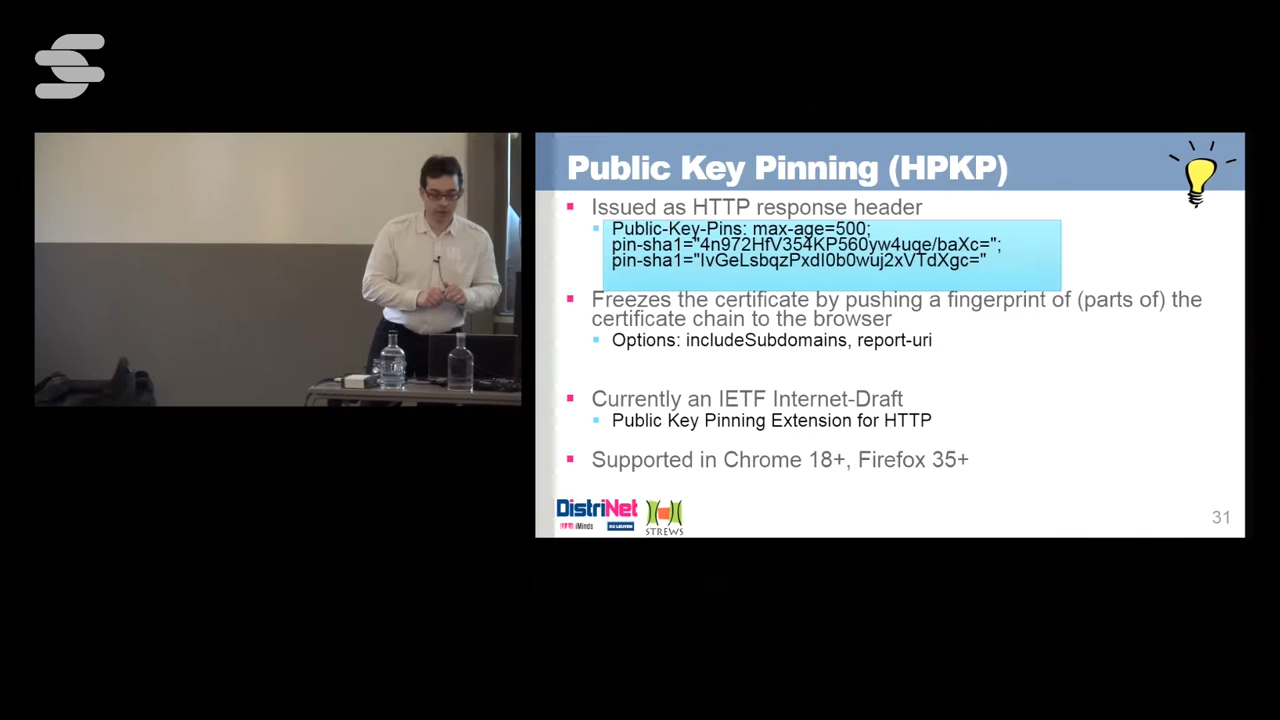 Public Key Pinning (HPKP)
Issued as HTTP response header
Public-Key-Pins: max-age=500;
pin-sha1="4n972HfV354KP560yw4uqe/baXc=";
pin-sha1="IvGeLsbqzPxdI0b0wuj2xVTdXgc="
Freezes the certificate by pushing a fingerprint of (parts of) the
certificate chain to the browser
Options: includeSubdomains, report-uri
Currently an IETF Internet-Draft
Public Key Pinning Extension for HTTP
Supported in Chrome 18+, Firefox 35+
DistriNet
iMinds KU LEUVEN
STREWS
31